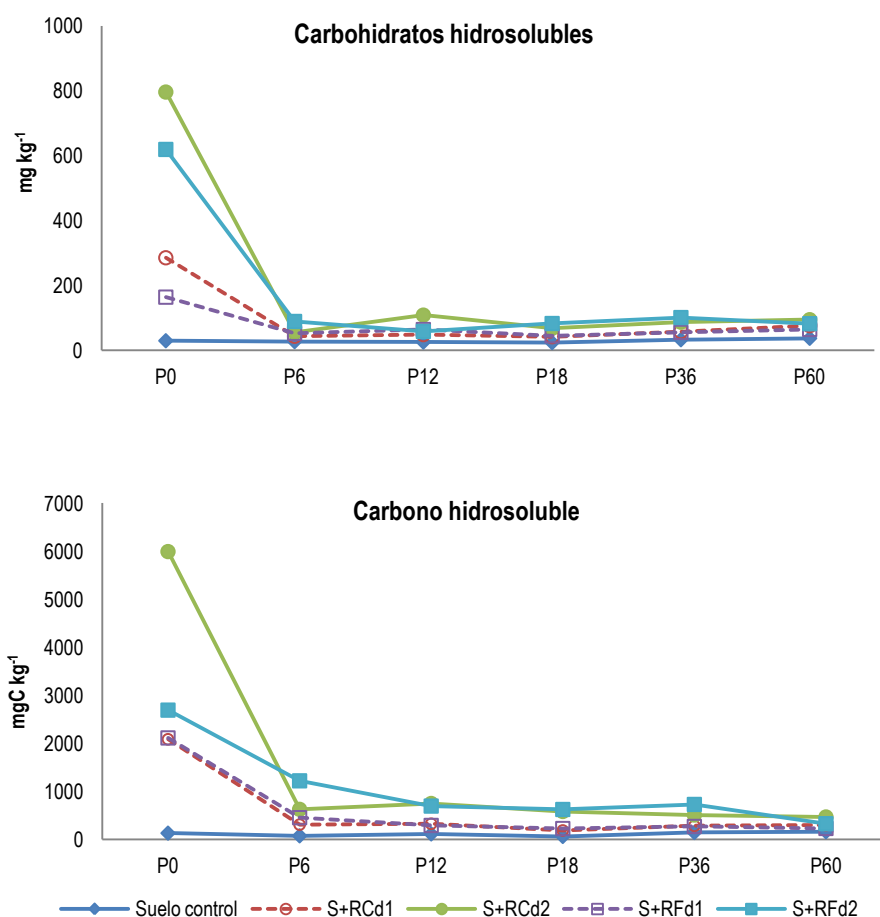 Carbohidratos hidrosolubles
1000
800
600
400
200
0
mg kg-1
P0 P6 P12 P18 P36 P60
Carbono hidrosoluble
7000
6000
5000
4000
3000
2000
1000
0
mgC kg-1
P0 P6 P12 P18 P36 P60
Suelo control S+RCd1 S+RCd2 S+RFd1 S+RFd2